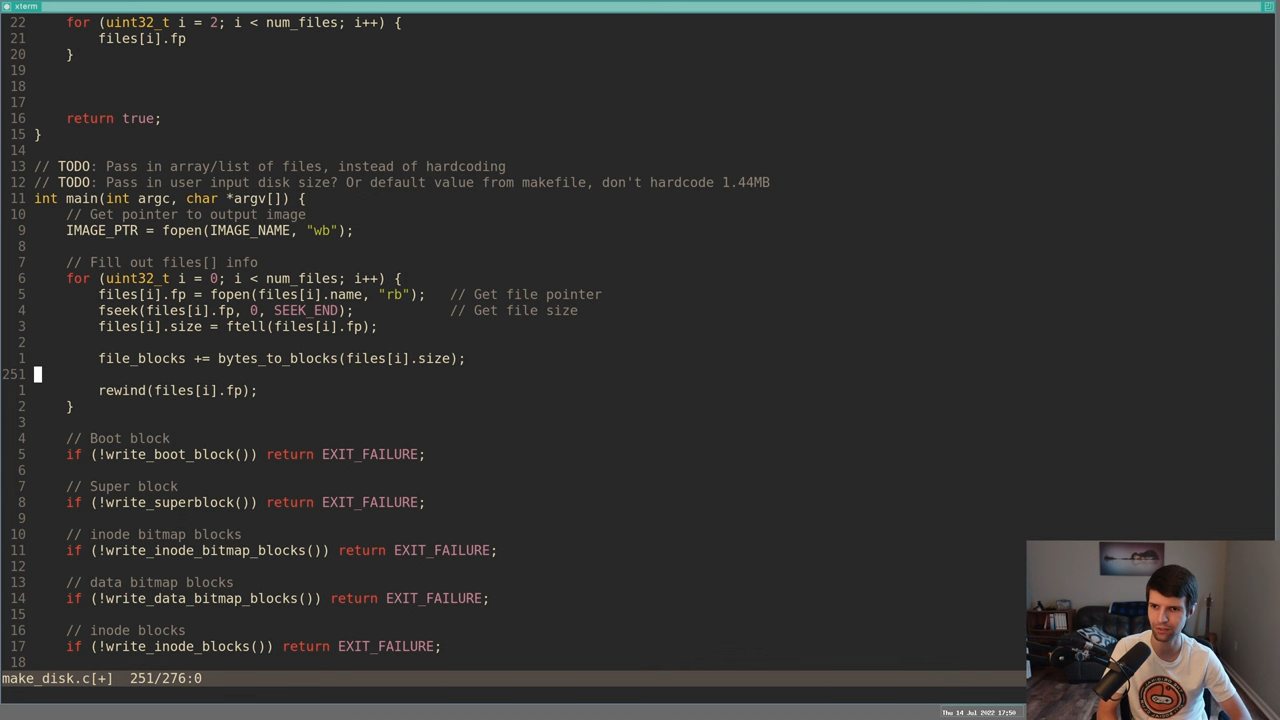 xterm
22 for (uint32_t i = 2; i < num_files; i++) {
21 files[i].fp
20 }
19
18
17
16 return true;
15 }
14
13 // TODO: Pass in array/list of files, instead of hardcoding
12 // TODO: Pass in user input disk size? Or default value from makefile, don't hardcode 1.44MB
11 int main(int argc, char *argv[]) {
10 // Get pointer to output image
9 IMAGE_PTR = fopen(IMAGE_NAME, "wb");
8
7 // Fill out files[] info
6 for (uint32_t i = 0; i < num_files; i++) {
5 files[i].fp = fopen(files[i].name, "rb"); // Get file pointer
4 fseek(files[i].fp, 0, SEEK_END); // Get file size
3 files[i].size = ftell(files[i].fp);
2
1 file_blocks += bytes_to_blocks(files[i].size);
251
1 rewind(files[i].fp);
2 }
3
4 // Boot block
5 if (!write_boot_block()) return EXIT_FAILURE;
6
7 // Super block
8 if (!write_superblock()) return EXIT_FAILURE;
9
10 // inode bitmap blocks
11 if (!write_inode_bitmap_blocks()) return EXIT_FAILURE;
12
13 // data bitmap blocks
14 if (!write_data_bitmap_blocks()) return EXIT_FAILURE;
15
16 // inode blocks
17 if (!write_inode_blocks()) return EXIT_FAILURE;
18
make_disk.c[+] 251/276:0
Thu 14 Jul 2022 17:50